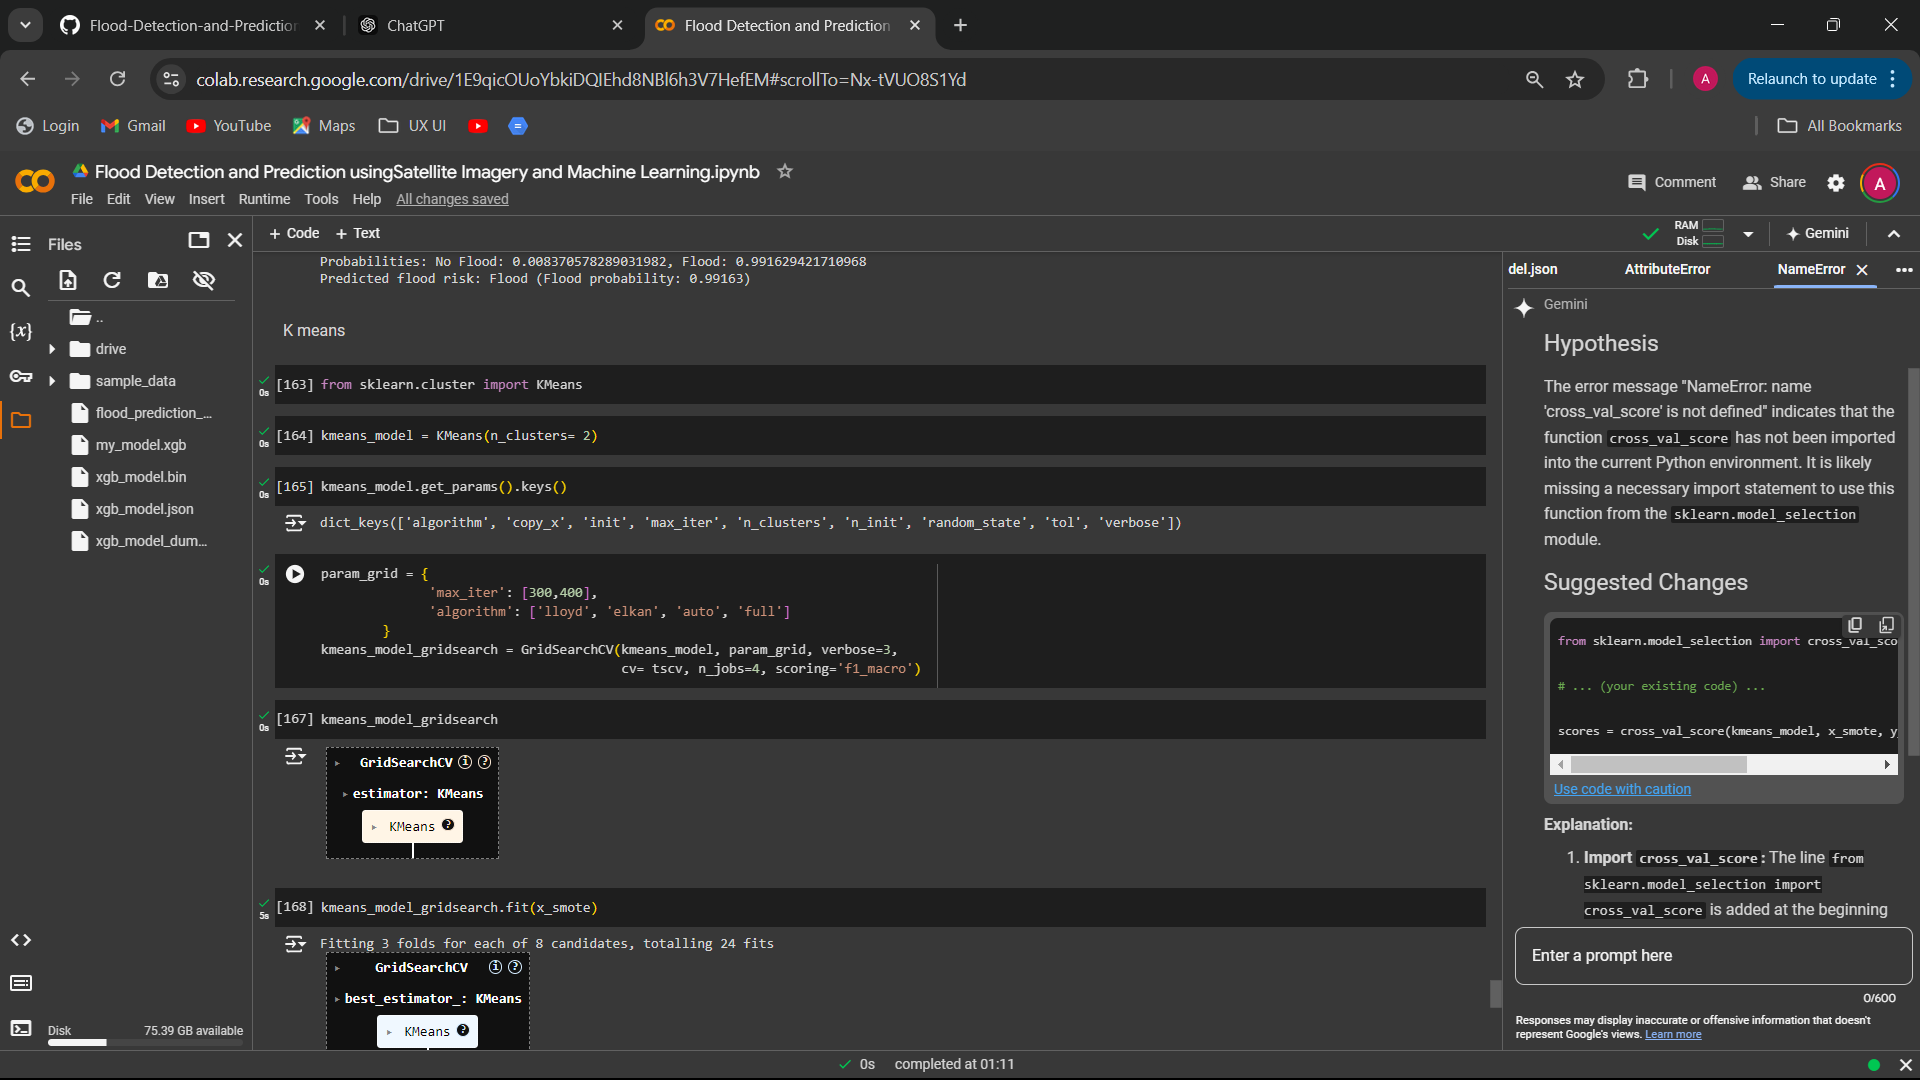 Flood-Detection-and-Prediction
ChatGPT
Flood Detection and Prediction
colab.research.google.com/drive/1E9qicOUoYbkiDQIEhd8NBl6h3V7HefEM#scrollTo=Nx-tVUO8S1Yd
A
Relaunch to update
Login
Gmail
YouTube
Maps
UX UI
All Bookmarks
Flood Detection and Prediction usingSatellite Imagery and Machine Learning.ipynb
File Edit View Insert Runtime Tools Help All changes saved
Comment
Share
A
Files
+ Code + Text
RAM
Disk
Gemini
..
drive
sample_data
flood_prediction_...
my_model.xgb
xgb_model.bin
xgb_model.json
xgb_model_dum...
Disk 75.39 GB available
Probabilities: No Flood: 0.008370578289031982, Flood: 0.991629421710968
Predicted flood risk: Flood (Flood probability: 0.99163)
K means
0s [163] from sklearn.cluster import KMeans
0s [164] kmeans_model = KMeans(n_clusters= 2)
0s [165] kmeans_model.get_params().keys()
dict_keys(['algorithm', 'copy_x', 'init', 'max_iter', 'n_clusters', 'n_init', 'random_state', 'tol', 'verbose'])
0s param_grid = {
'max_iter': [300,400],
'algorithm': ['lloyd', 'elkan', 'auto', 'full']
}
kmeans_model_gridsearch = GridSearchCV(kmeans_model, param_grid, verbose=3,
cv= tscv, n_jobs=4, scoring='f1_macro')
0s [167] kmeans_model_gridsearch
GridSearchCV
estimator: KMeans
KMeans
5s [168] kmeans_model_gridsearch.fit(x_smote)
Fitting 3 folds for each of 8 candidates, totalling 24 fits
GridSearchCV
best_estimator_: KMeans
KMeans
del.json AttributeError NameError
Gemini
Hypothesis
The error message "NameError: name
'cross_val_score' is not defined" indicates that the
function cross_val_score has not been imported
into the current Python environment. It is likely
missing a necessary import statement to use this
function from the sklearn.model_selection
module.
Suggested Changes
from sklearn.model_selection import cross_val_sco
# ... (your existing code) ...
scores = cross_val_score(kmeans_model, x_smote, y_
Use code with caution
Explanation:
1. Import cross_val_score: The line from
sklearn.model_selection import
cross_val_score is added at the beginning
Enter a prompt here
0/600
Responses may display inaccurate or offensive information that doesn't
represent Google's views. Learn more
0s completed at 01:11